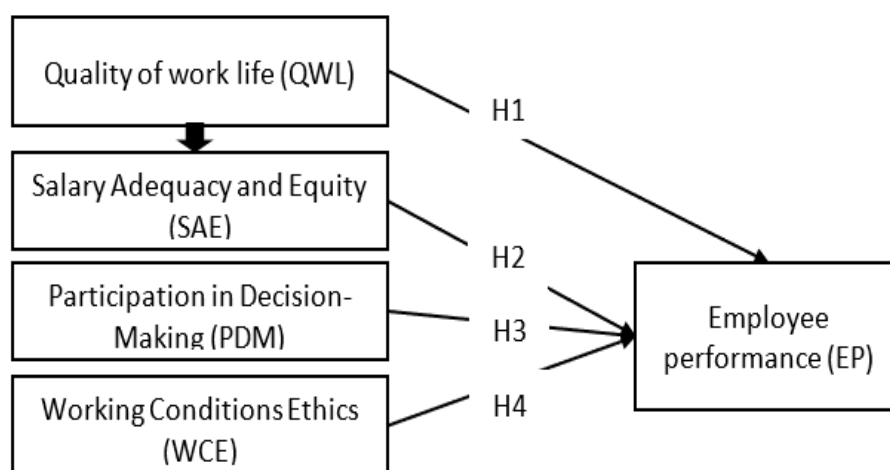 Quality of work life (QWL)
H1
Salary Adequacy and Equity
(SAE)
H2
Participation in Decision-
Making (PDM)
H3
Employee
performance (EP)
Working Conditions Ethics
(WCE)
H4